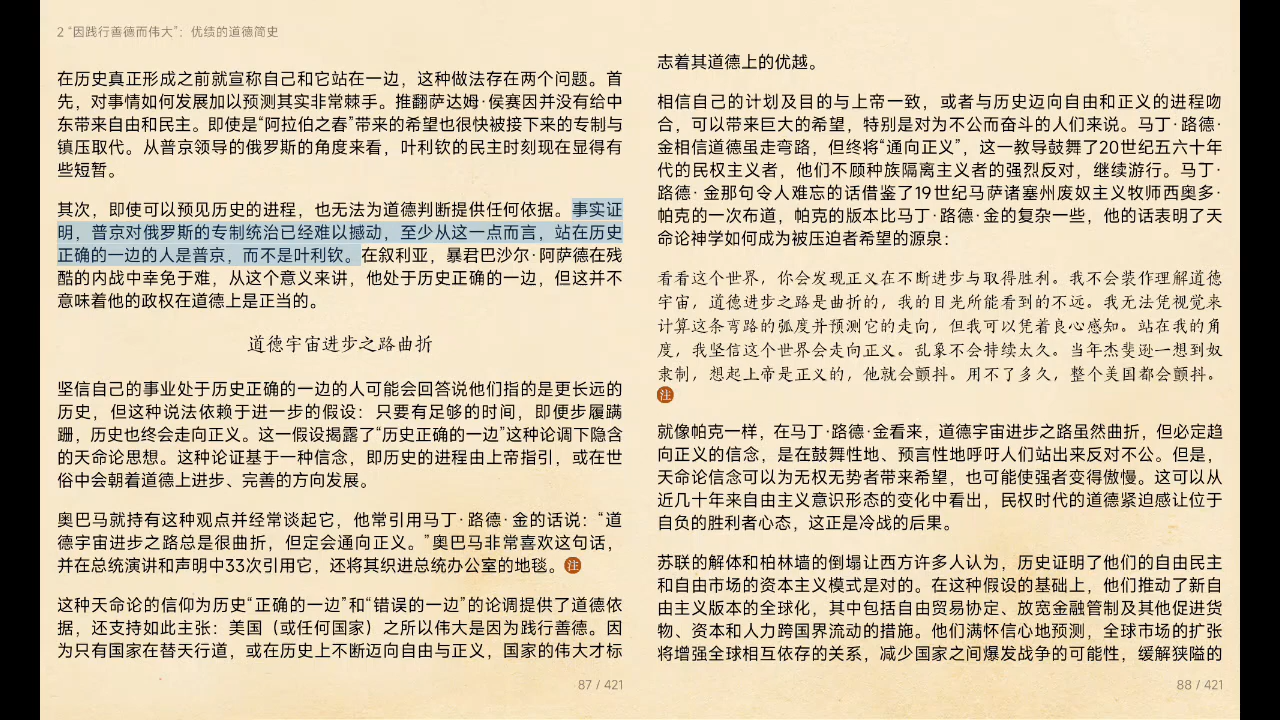 2 “因践行善德而伟大”：优绩的道德简史
在历史真正形成之前就宣称自己和它站在一边，这种做法存在两个问题。首
先，对事情如何发展加以预测其实非常棘手。推翻萨达姆·侯赛因并没有给中
东带来自由和民主。即使是“阿拉伯之春”带来的希望也很快被接下来的专制与
镇压取代。从普京领导的俄罗斯的角度来看，叶利钦的民主时刻现在显得有
些短暂。
其次，即使可以预见历史的进程，也无法为道德判断提供任何依据。事实证
明，普京对俄罗斯的专制统治已经难以撼动，至少从这一点而言，站在历史
正确的一边的人是普京，而不是叶利钦。在叙利亚，暴君巴沙尔·阿萨德在残
酷的内战中幸免于难，从这个意义来讲，他处于历史正确的一边，但这并不
意味着他的政权在道德上是正当的。
道德宇宙进步之路曲折
坚信自己的事业处于历史正确的一边的人可能会回答说他们指的是更长远的
历史，但这种说法依赖于进一步的假设：只要有足够的时间，即便步履蹒
跚，历史也终会走向正义。这一假设揭露了“历史正确的一边”这种论调下隐含
的天命论思想。这种论证基于一种信念，即历史的进程由上帝指引，或在世
俗中会朝着道德上进步、完善的方向发展。
奥巴马就持有这种观点并经常谈起它，他常引用马丁·路德·金的话说：“道
德宇宙进步之路总是很曲折，但定会通向正义。”奥巴马非常喜欢这句话，
并在总统演讲和声明中33次引用它，还将其织进总统办公室的地毯。注
这种天命论的信仰为历史“正确的一边”和“错误的一边”的论调提供了道德依
据，还支持如此主张：美国（或任何国家）之所以伟大是因为践行善德。因
为只有国家在替天行道，或在历史上不断迈向自由与正义，国家的伟大才标
87 / 421
志着其道德上的优越。
相信自己的计划及目的与上帝一致，或者与历史迈向自由和正义的进程吻
合，可以带来巨大的希望，特别是对为不公而奋斗的人们来说。马丁·路德·
金相信道德虽走弯路，但终将“通向正义”，这一教导鼓舞了20世纪五六十年
代的民权主义者，他们不顾种族隔离主义者的强烈反对，继续游行。马丁·
路德·金那句令人难忘的话借鉴了19世纪马萨诸塞州废奴主义牧师西奥多·
帕克的一次布道，帕克的版本比马丁·路德·金的复杂一些，他的话表明了天
命论神学如何成为被压迫者希望的源泉：
看看这个世界，你会发现正义在不断进步与取得胜利。我不会装作理解道德
宇宙，道德进步之路是曲折的，我的目光所能看到的不远。我无法凭视觉来
计算这条弯路的弧度并预测它的走向，但我可以凭着良心感知。站在我的角
度，我坚信这个世界会走向正义。乱象不会持续太久。当年杰斐逊一想到奴
隶制，想起上帝是正义的，他就会颤抖。用不了多久，整个美国都会颤抖。
注
就像帕克一样，在马丁·路德·金看来，道德宇宙进步之路虽然曲折，但必定趋
向正义的信念，是在鼓舞性地、预言性地呼吁人们站出来反对不公。但是，
天命论信念可以为无权无势者带来希望，也可能使强者变得傲慢。这可以从
近几十年来自由主义意识形态的变化中看出，民权时代的道德紧迫感让位于
自负的胜利者心态，这正是冷战的后果。
苏联的解体和柏林墙的倒塌让西方许多人认为，历史证明了他们的自由民主
和自由市场的资本主义模式是对的。在这种假设的基础上，他们推动了新自
由主义版本的全球化，其中包括自由贸易协定、放宽金融管制及其他促进货
物、资本和人力跨国界流动的措施。他们满怀信心地预测，全球市场的扩张
将增强全球相互依存的关系，减少国家之间爆发战争的可能性，缓解狭隘的
88 / 421